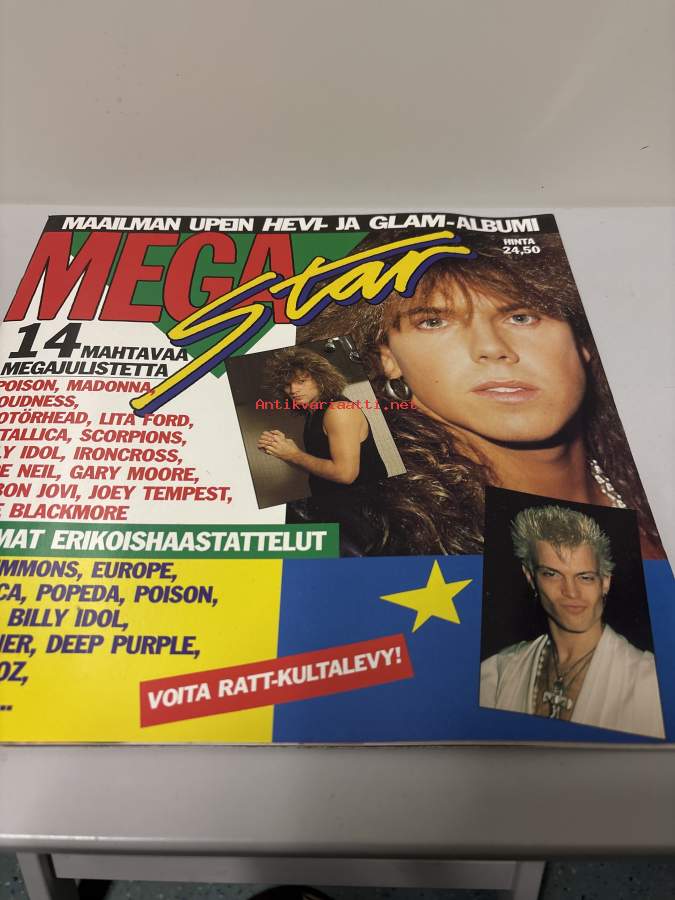 MAAILMAN UPEIN HEVI- JA GLAM-ALBUMI
MEGA
Star
HINTA
24,50
14 MAHTAVAA
MEGAJULISTETTA
POISON, MADONNA,
OUDNESS,
OTÖRHEAD, LITA FORD,
TALLICA, SCORPIONS,
LY IDOL, IRONCROSS,
E NEIL, GARY MOORE,
BON JOVI, JOEY TEMPEST,
E BLACKMORE
MAT ERIKOISHAASTATTELUT
MMONS, EUROPE,
CA, POPEDA, POISON,
BILLY IDOL,
HER, DEEP PURPLE,
OZ,
...
VOITA RATT-KULTALEVY!
Antikvariaatti.net